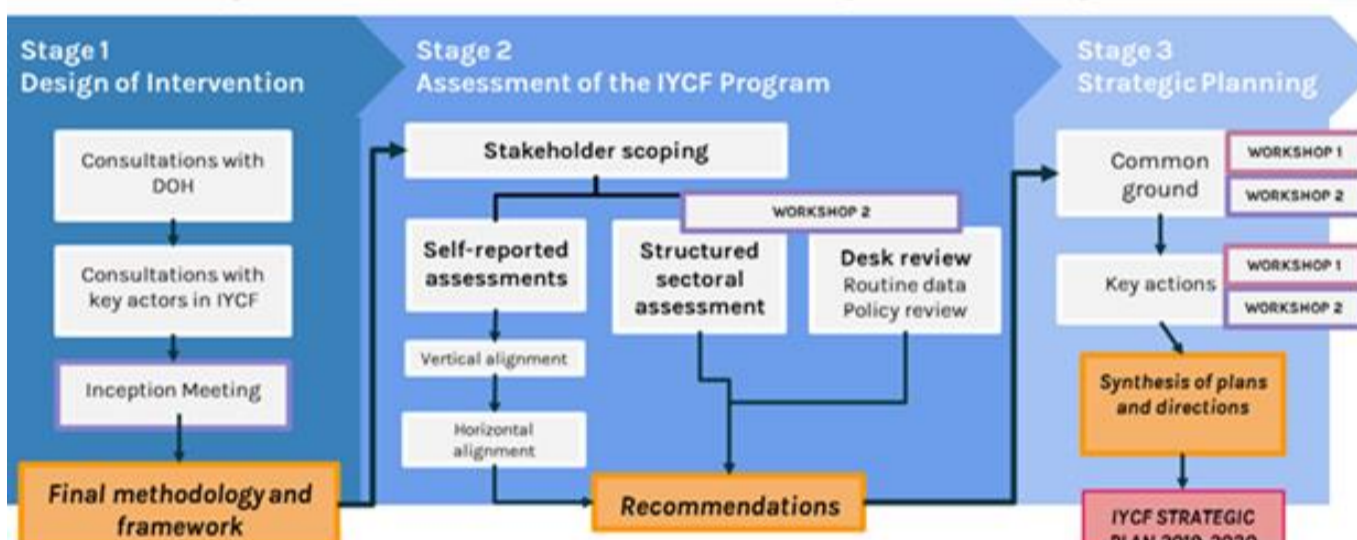 Stage 1
Design of Intervention
Consultations with
DOH
Consultations with
key actors in IYCF
Inception Meeting
Final methodology and
framework
Stage 2
Assessment of the IYCF Program
Stakeholder scoping
WORKSHOP 2
Self-reported
assessments
Structured
sectoral
assessment
Desk review
Routine data
Policy review
Vertical alignment
Horizontal
alignment
Recommendations
Stage 3
Strategic Planning
Common
ground
WORKSHOP 1
WORKSHOP 2
Key actions
WORKSHOP 1
WORKSHOP 2
Synthesis of plans
and directions
IYCF STRATEGIC
PLAN